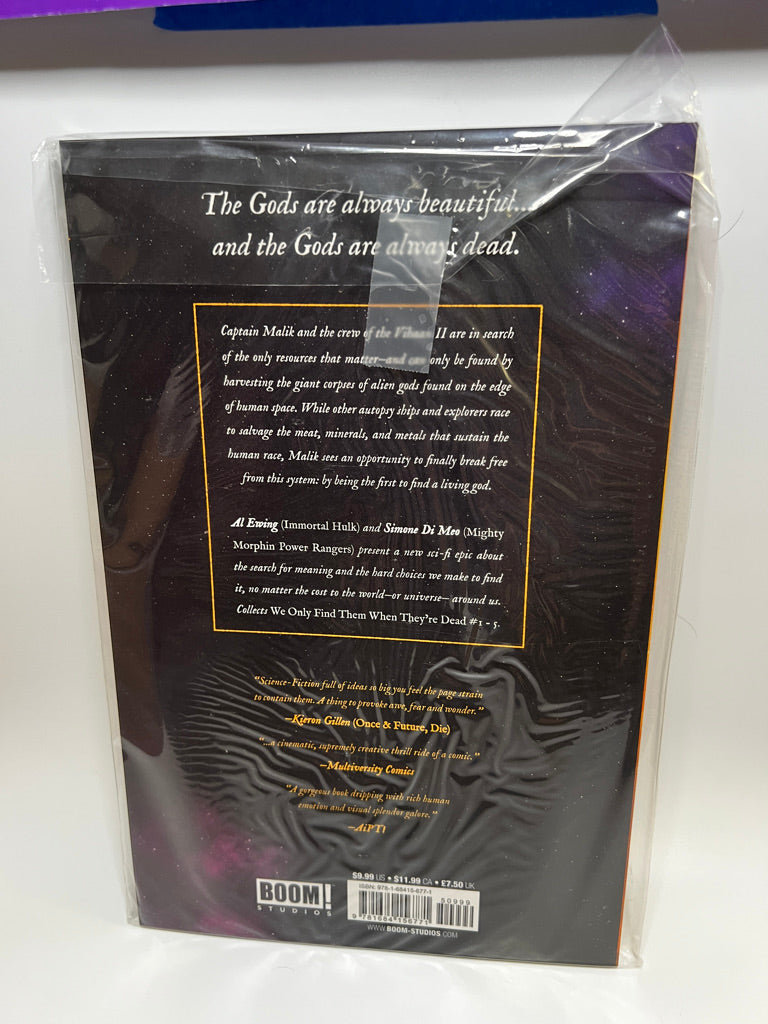 The Gods are always beautiful...
and the Gods are always dead.
Captain Malik and the crew of the Vihaan II are in search
of the only resources that matter—and can only be found by
harvesting the giant corpses of alien gods found on the edge
of human space. While other autopsy ships and explorers race
to salvage the meat, minerals, and metals that sustain the
human race, Malik sees an opportunity to finally break free
from this system: by being the first to find a living god.
Al Ewing (Immortal Hulk) and Simone Di Meo (Mighty
Morphin Power Rangers) present a new sci-fi epic about
the search for meaning and the hard choices we make to find
it, no matter the cost to the world—or universe— around us.
Collects We Only Find Them When They're Dead #1 - 5.
"Science-Fiction full of ideas so big you feel the page strain
to contain them. A thing to provoke awe, fear and wonder."
—Kieron Gillen (Once & Future, Die)
"...a cinematic, supremely creative thrill ride of a comic."
—Multiversity Comics
"A gorgeous book dripping with rich human
emotion and visual splendor galore."
—AiPT!
$9.99 US • $11.99 CA • £7.50 UK
ISBN: 978-1-68415-677-1
50999
9 781684 156771
BOOM!
STUDIOS
WWW.BOOM-STUDIOS.COM